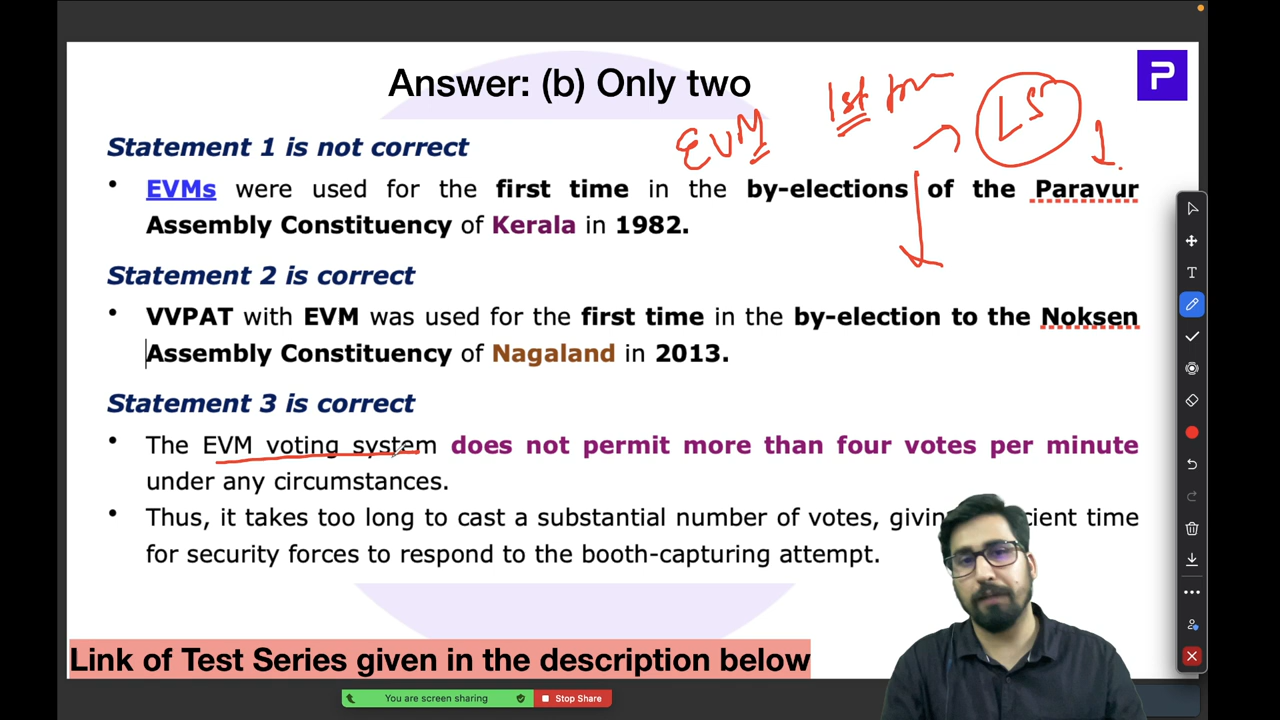 Answer: (b) Only two
P
EVM 1st LS
Statement 1 is not correct
• EVMs were used for the first time in the by-elections of the Paravur
Assembly Constituency of Kerala in 1982.
Statement 2 is correct
• VVPAT with EVM was used for the first time in the by-election to the Noksen
Assembly Constituency of Nagaland in 2013.
Statement 3 is correct
• The EVM voting system does not permit more than four votes per minute
under any circumstances.
• Thus, it takes too long to cast a substantial number of votes, time
for security forces to respond to the booth-capturing attempt.
Link of Test Series given in the description below
You are screen sharing Stop Share
T